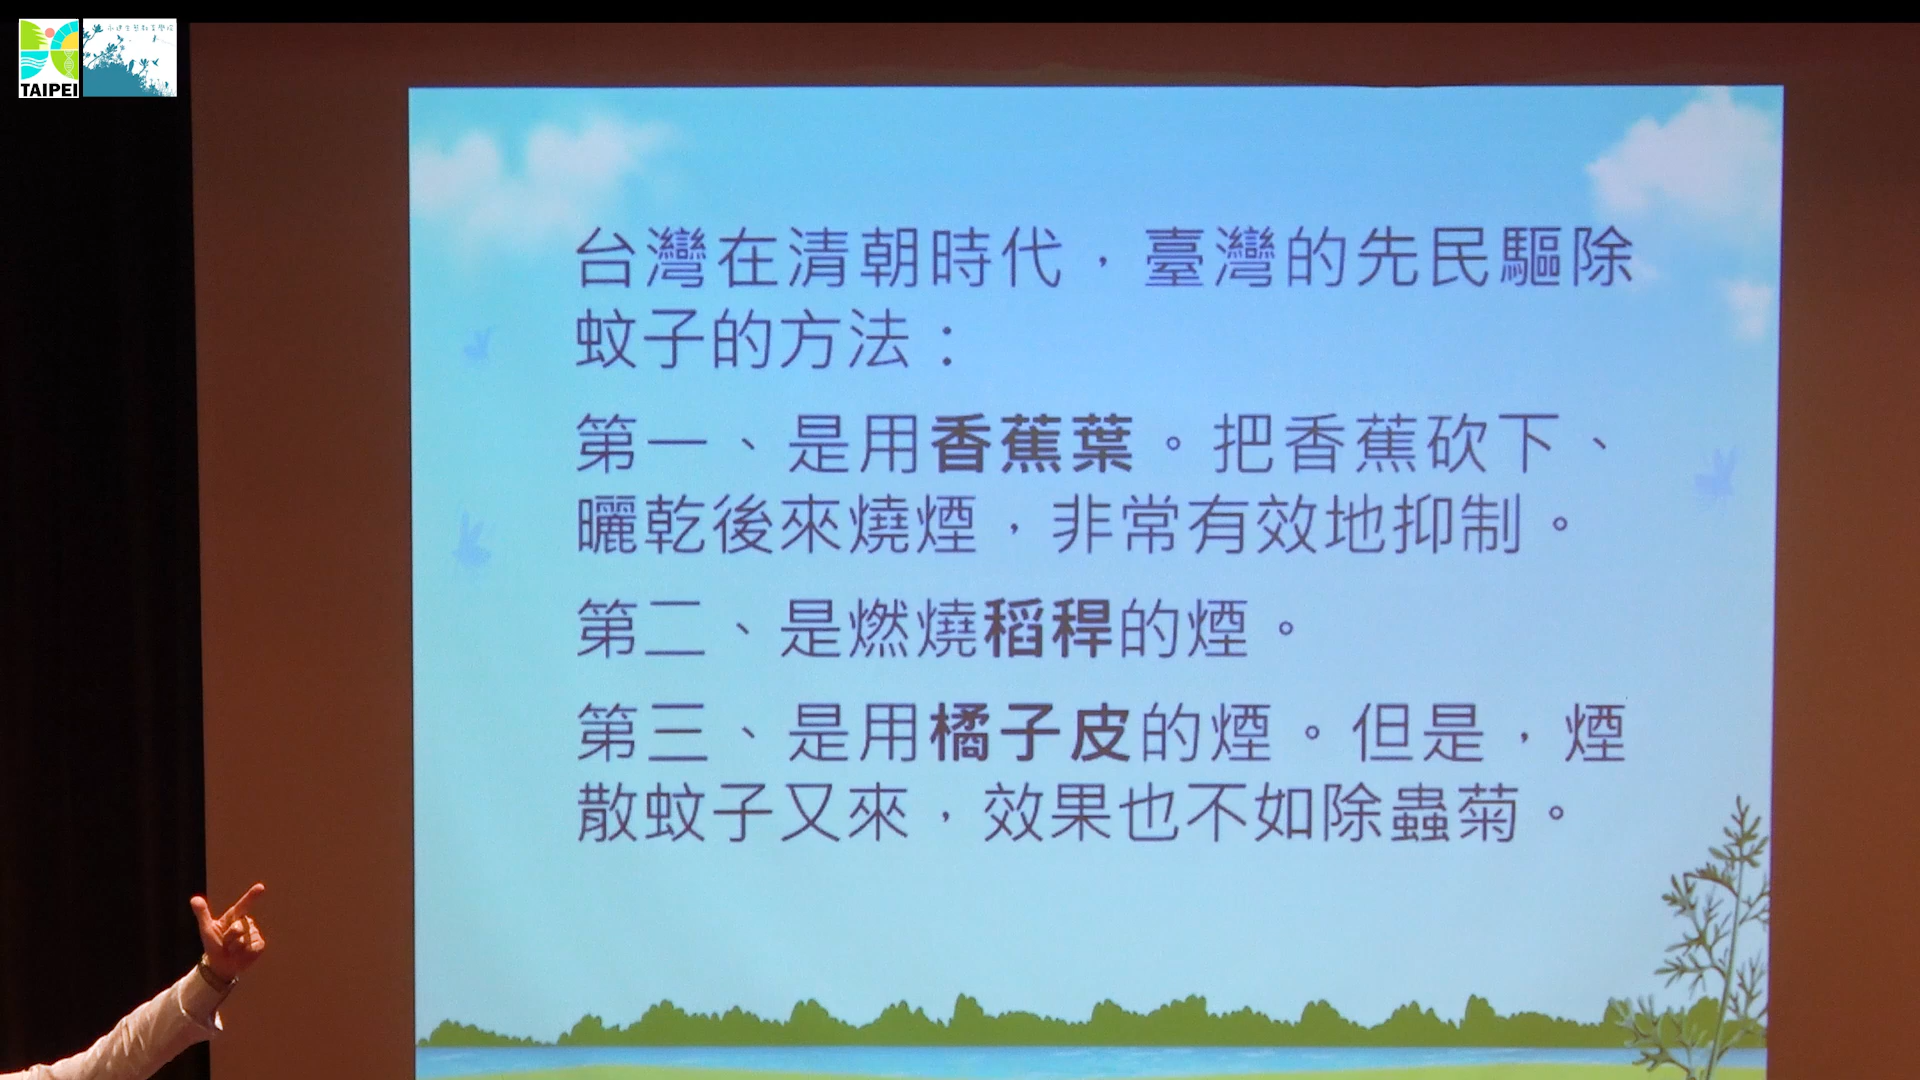 TAIPEI
台灣在清朝時代，臺灣的先民驅除
蚊子的方法：
第一、是用香蕉葉。把香蕉砍下、
曬乾後來燒煙，非常有效地抑制。
第二、是燃燒稻稈的煙。
第三、是用橘子皮的煙。但是，煙
散蚊子又來，效果也不如除蟲菊。